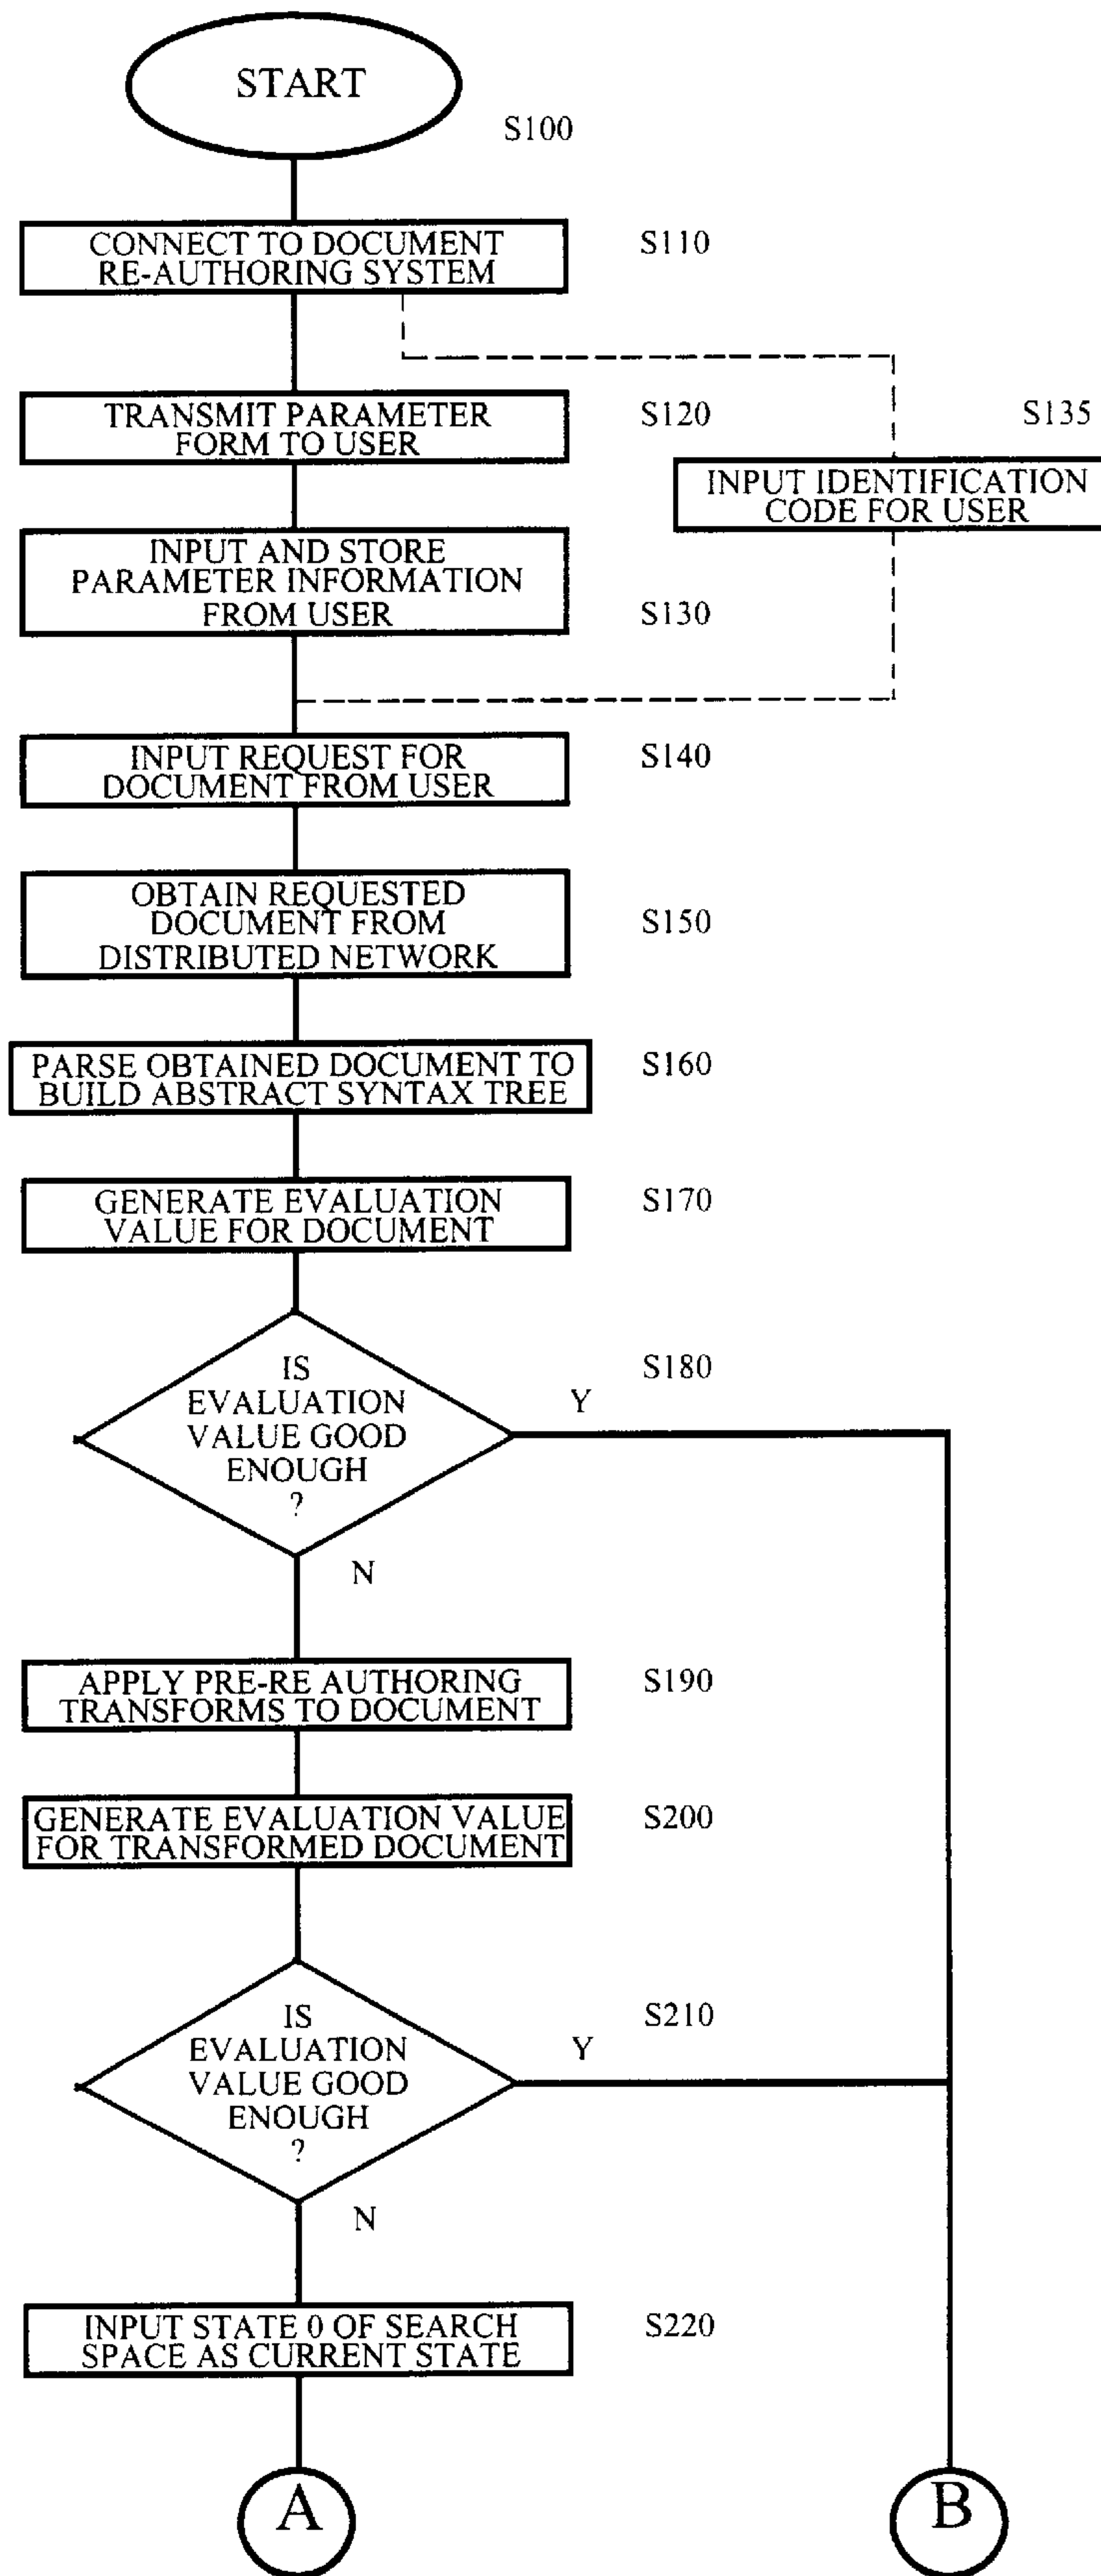 START
S100
CONNECT TO DOCUMENT
RE-AUTHORING SYSTEM
S110
TRANSMIT PARAMETER
FORM TO USER
S120
S135
INPUT IDENTIFICATION
CODE FOR USER
INPUT AND STORE
PARAMETER INFORMATION
FROM USER
S130
INPUT REQUEST FOR
DOCUMENT FROM USER
S140
OBTAIN REQUESTED
DOCUMENT FROM
DISTRIBUTED NETWORK
S150
PARSE OBTAINED DOCUMENT TO
BUILD ABSTRACT SYNTAX TREE
S160
GENERATE EVALUATION
VALUE FOR DOCUMENT
S170
IS
EVALUATION
VALUE GOOD
ENOUGH
?
S180
Y
N
APPLY PRE-RE AUTHORING
TRANSFORMS TO DOCUMENT
S190
GENERATE EVALUATION VALUE
FOR TRANSFORMED DOCUMENT
S200
IS
EVALUATION
VALUE GOOD
ENOUGH
?
S210
Y
N
INPUT STATE 0 OF SEARCH
SPACE AS CURRENT STATE
S220
A
B